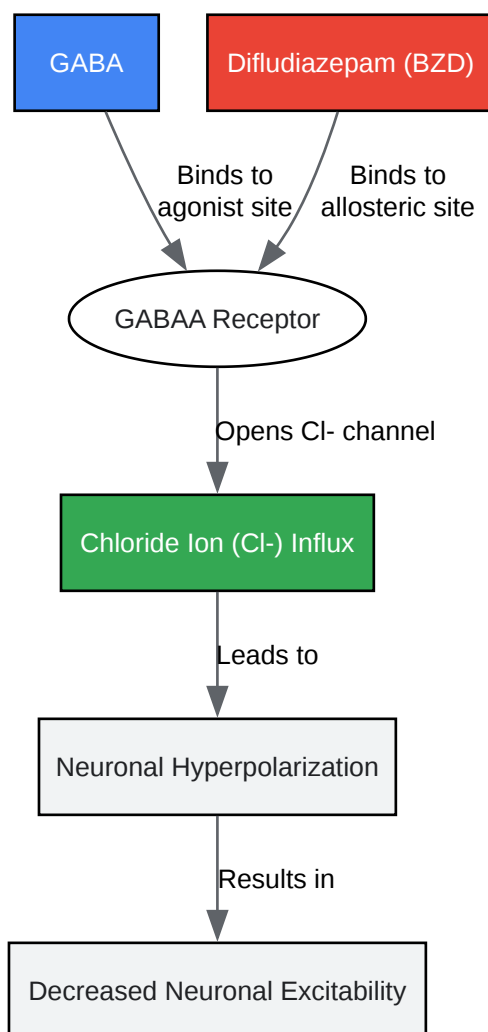 GABA
Difludiazepam (BZD)
Binds to
agonist site
Binds to
allosteric site
GABAA Receptor
Opens Cl- channel
Chloride Ion (Cl-) Influx
Leads to
Neuronal Hyperpolarization
Results in
Decreased Neuronal Excitability